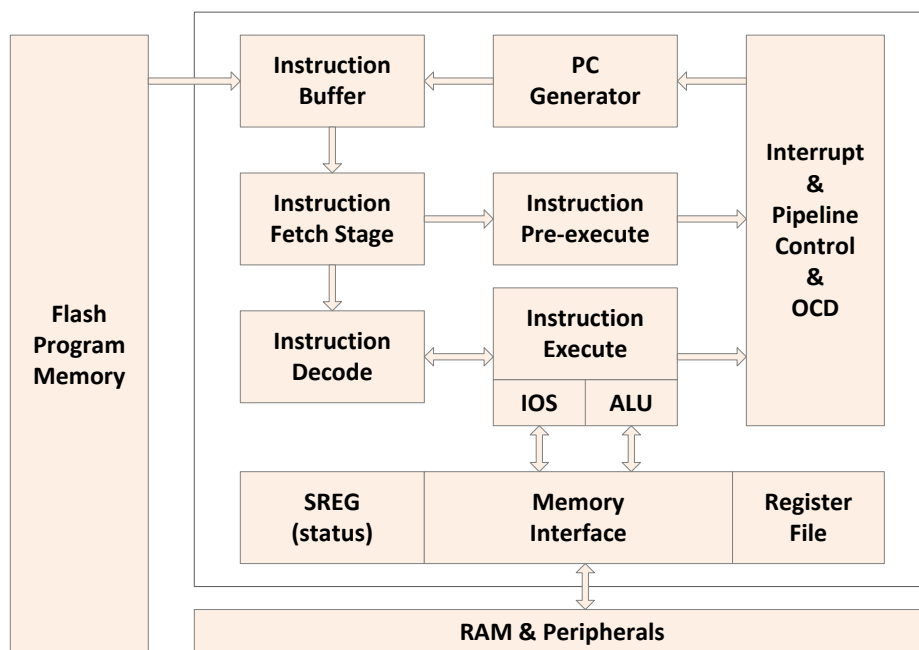 Instruction
Buffer
PC
Generator
Interrupt
&
Pipeline
Control
&
OCD
Instruction
Fetch Stage
Instruction
Pre-execute
Flash
Program
Memory
Instruction
Decode
Instruction
Execute
IOS
ALU
SREG
(status)
Memory
Interface
Register
File
RAM & Peripherals